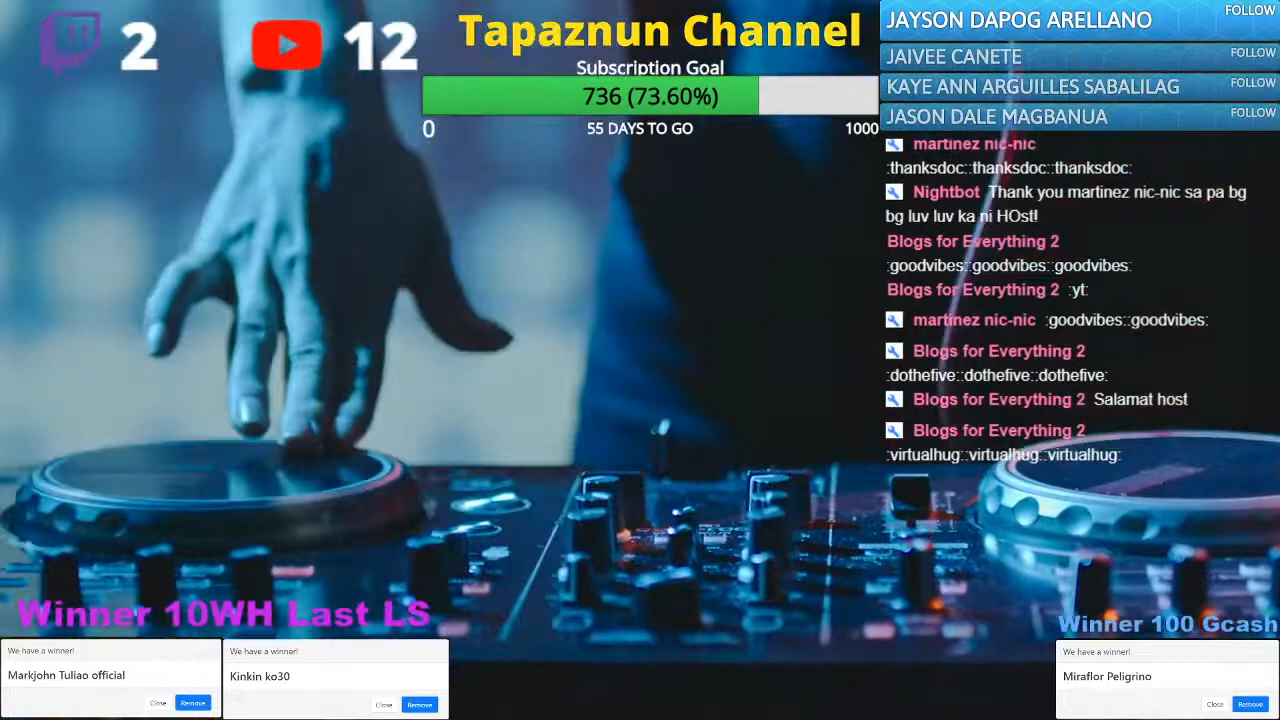 2
12
Tapaznun Channel
Subscription Goal
736 (73.60%)
0
55 DAYS TO GO
1000
JAYSON DAPOG ARELLANO FOLLOW
JAIVEE CANETE FOLLOW
KAYE ANN ARGUILLES SABALILAG FOLLOW
JASON DALE MAGBANUA FOLLOW
martinez nic-nic
:thanksdoc::thanksdoc::thanksdoc:
Nightbot Thank you martinez nic-nic sa pa bg
bg luv luv ka ni HOst!
Blogs for Everything 2
:goodvibes::goodvibes::goodvibes:
Blogs for Everything 2 :yt:
martinez nic-nic :goodvibes::goodvibes:
Blogs for Everything 2
:dothefive::dothefive::dothefive:
Blogs for Everything 2 Salamat host
Blogs for Everything 2
:virtualhug::virtualhug::virtualhug:
Winner 10WH Last LS
We have a winner!
Markjohn Tuliao official
Close Remove
We have a winner!
Kinkin ko30
Close Remove
Winner 100 Gcash
We have a winner!
Miraflor Peligrino
Close Remove